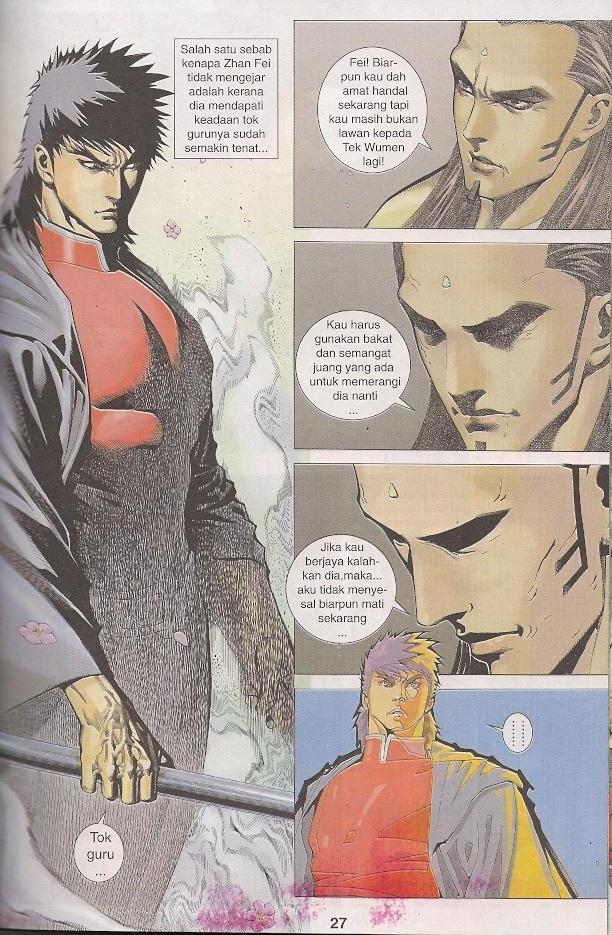 Salah satu sebab
kenapa Zhan Fei
tidak mengejar
adalah kerana
dia mendapati
keadaan tok
gurunya sudah
semakin tenat...
Tok
guru
...
Fei! Biar-
pun kau dah
amat handal
sekarang tapi
kau masih bukan
lawan kepada
Tek Wumen
lagi!
Kau harus
gunakan bakat
dan semangat
juang yang ada
untuk memerangi
dia nanti
...
Jika kau
berjaya kalah-
kan dia,maka...
aku tidak menye-
sal biarpun mati
sekarang
...
27